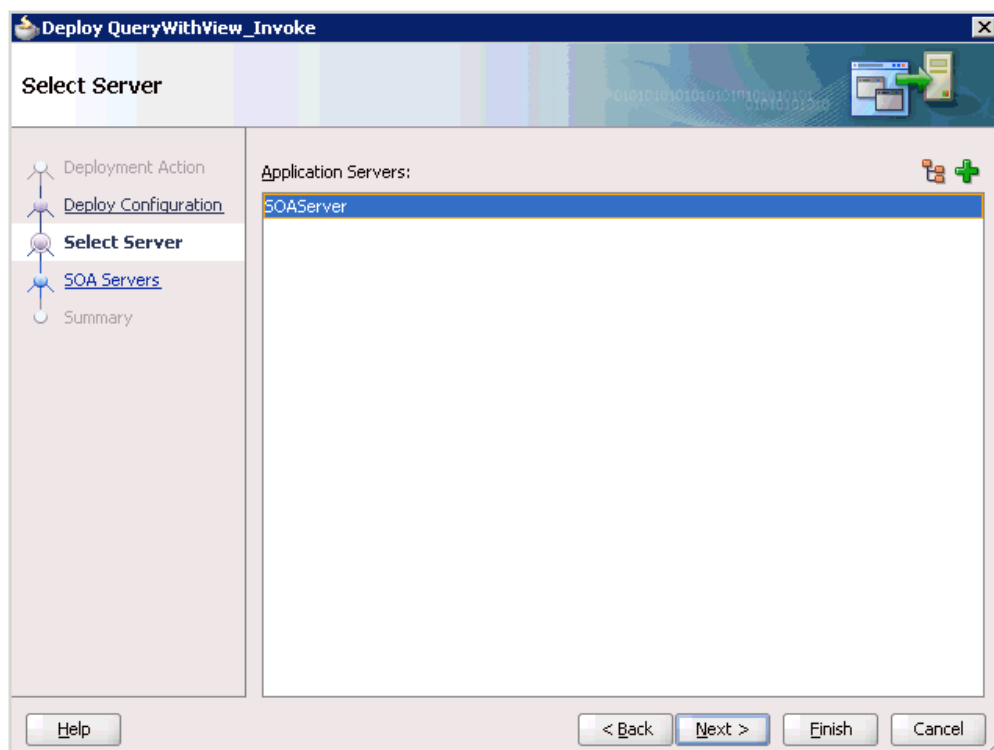 Deploy QueryWithView_Invoke
Select Server
Deployment Action
Deploy Configuration
Select Server
SOA Servers
Summary
Application Servers:
SOAServer
Help
< Back
Next >
Finish
Cancel